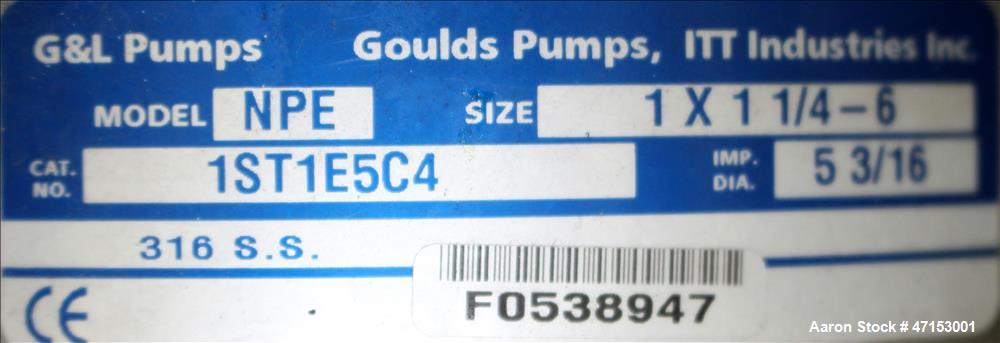 G&L Pumps Goulds Pumps, ITT Industries Inc.
MODEL NPE SIZE 1 X 1 1/4-6
CAT. NO. 1ST1E5C4 IMP. DIA. 5 3/16
316 S.S.
CE
F0538947
Aaron Stock # 47153001